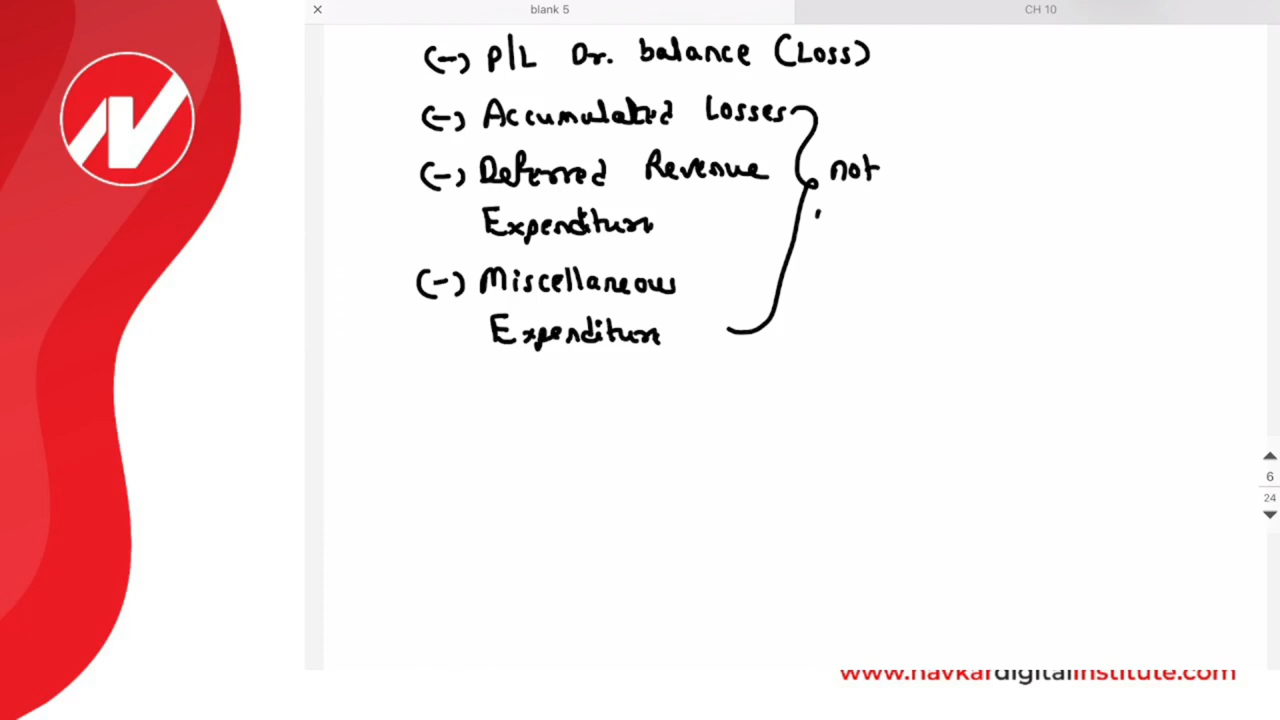 blank 5
CH 10
(-) P/L Dr. balance (Loss)
(-) Accumulated Losses
(-) Deferred Revenue
Expenditure
not
(-) Miscellaneous
Expenditure
6
24
www.navkardigitalinstitute.com